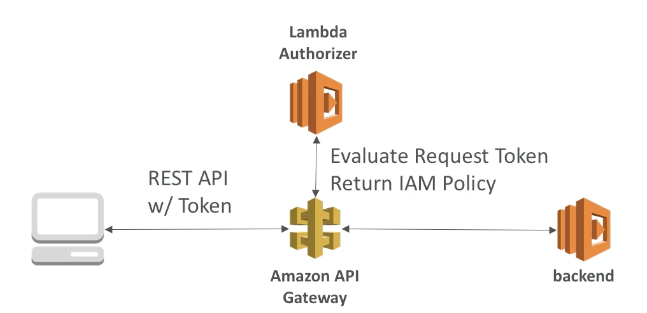 Lambda
Authorizer
Evaluate Request Token
Return IAM Policy
REST API
w/ Token
Amazon API
Gateway
backend